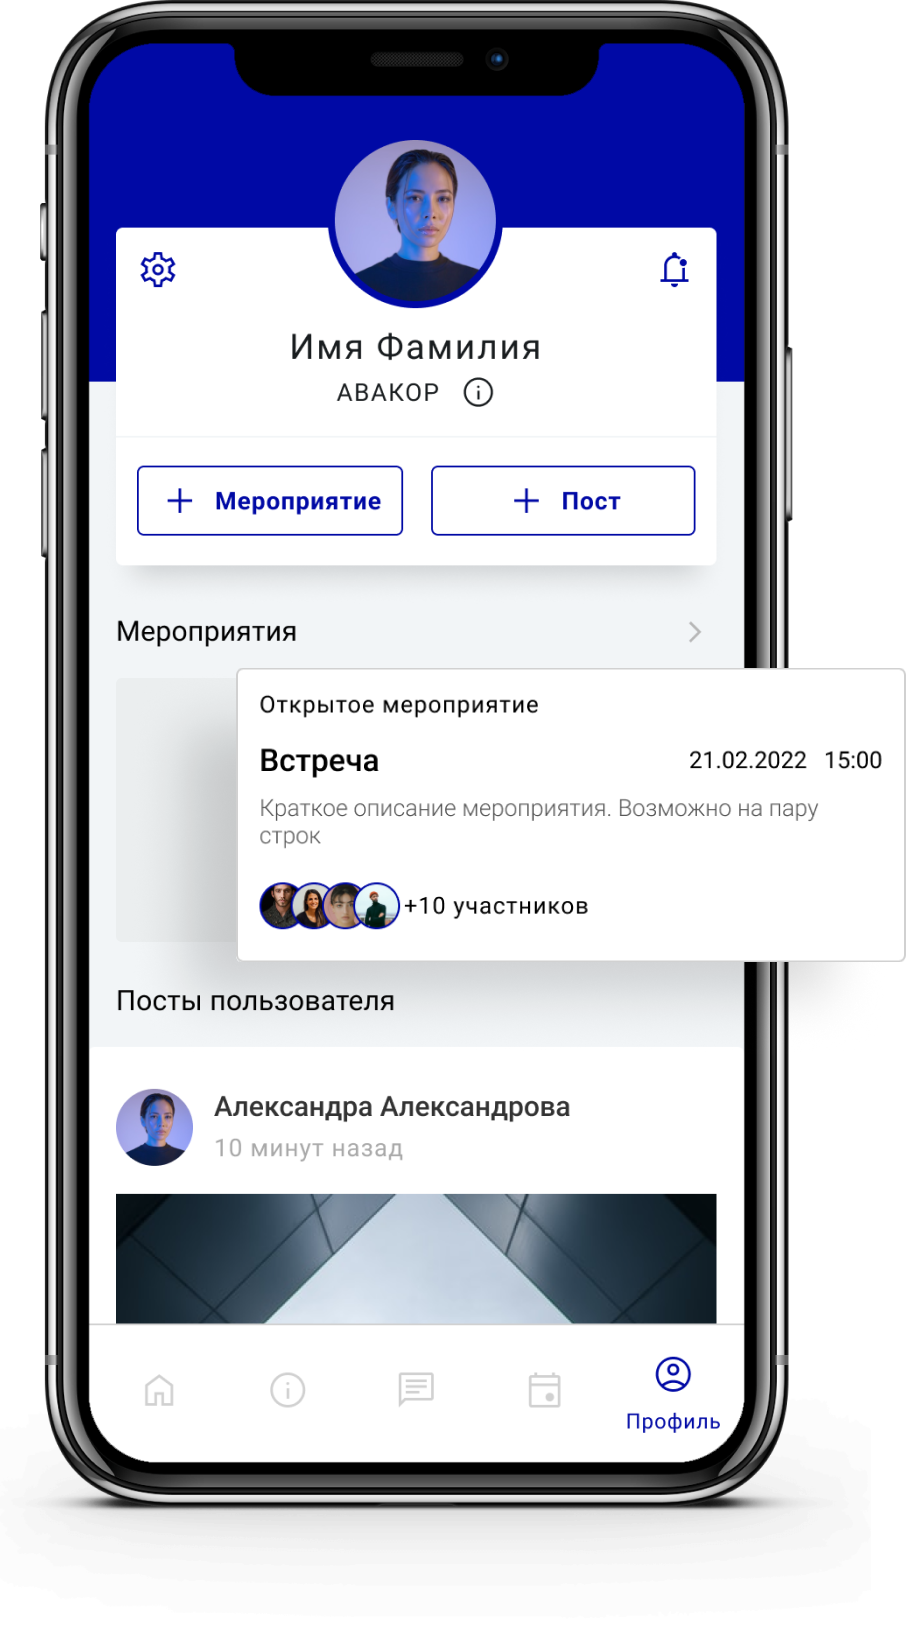 Имя Фамилия
АВАКОР
Мероприятие
Пост
Мероприятия
Открытое мероприятие
Встреча 21.02.2022 15:00
Краткое описание мероприятия. Возможно на пару
строк
+10 участников
Посты пользователя
Александра Александрова
10 минут назад
Профиль